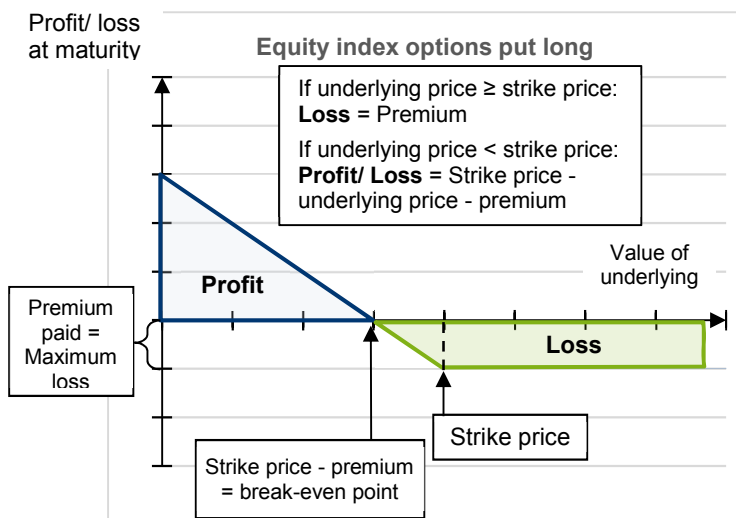 Profit/ loss
at maturity
Equity index options put long
If underlying price ≥ strike price:
Loss = Premium
If underlying price < strike price:
Profit/ Loss = Strike price -
underlying price - premium
Value of
underlying
Profit
Premium
paid =
Maximum
loss
Loss
Strike price
Strike price - premium
= break-even point